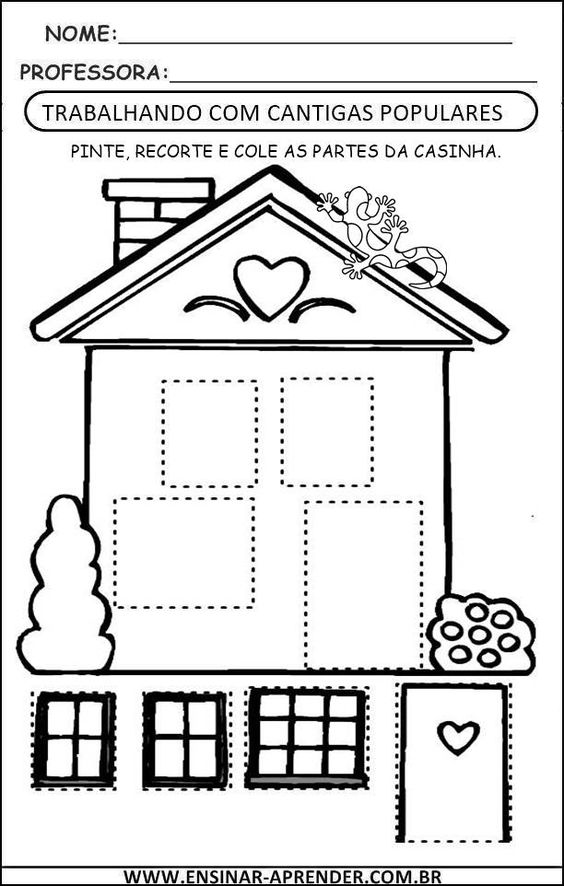 NOME:
PROFESSORA:
TRABALHANDO COM CANTIGAS POPULARES
PINTE, RECORTE E COLE AS PARTES DA CASINHA.
WWW.ENSINAR-APRENDER.COM.BR